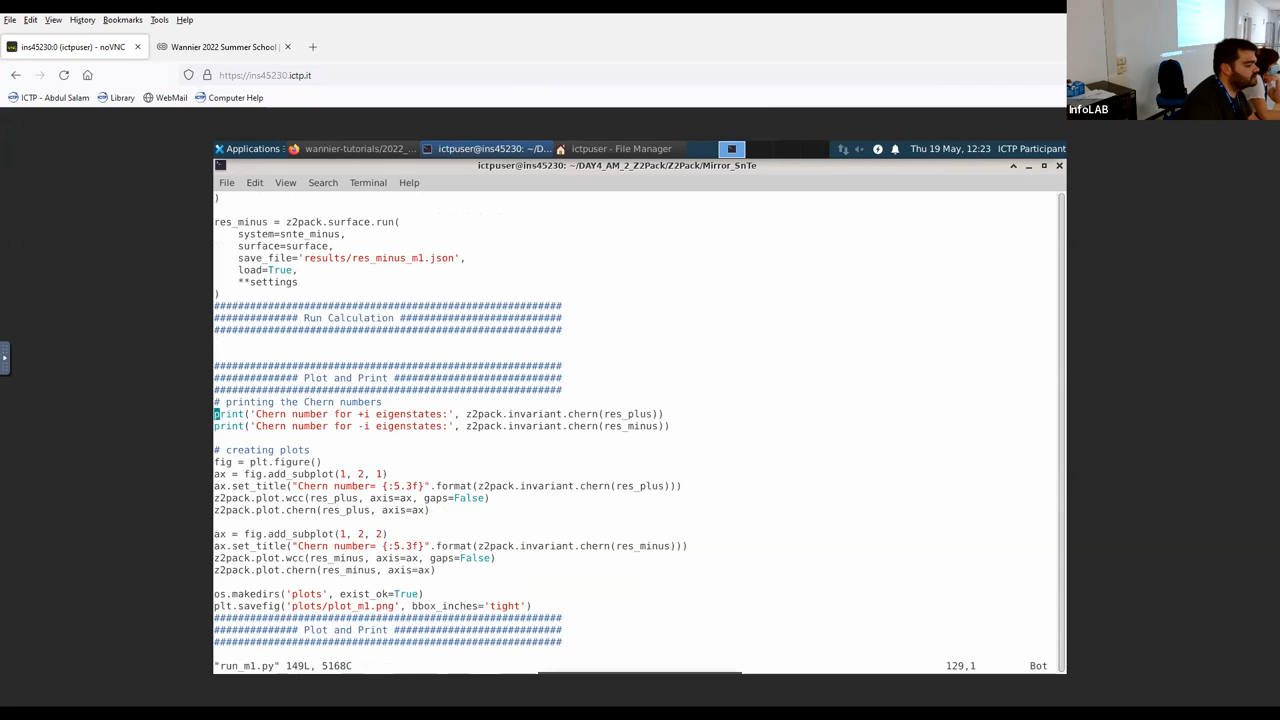 File Edit View History Bookmarks Tools Help
ins45230:0 (ictpuser) - noVNC
Wannier 2022 Summer School |
https://ins45230.ictp.it
ICTP - Abdul Salam Library WebMail Computer Help
InfoLAB
Applications wannier-tutorials/2022_... ictpuser@ins45230: ~/D... ictpuser - File Manager Thu 19 May, 12:23 ICTP Participant
ictpuser@ins45230: ~/DAY4_AM_2_Z2Pack/Z2Pack/Mirror_SnTe
File Edit View Search Terminal Help
)
res_minus = z2pack.surface.run(
    system=snte_minus,
    surface=surface,
    save_file='results/res_minus_m1.json',
    load=True,
    **settings
)
##########################################################
############## Run Calculation ###########################
##########################################################
##########################################################
############## Plot and Print ############################
##########################################################
# printing the Chern numbers
print('Chern number for +i eigenstates:', z2pack.invariant.chern(res_plus))
print('Chern number for -i eigenstates:', z2pack.invariant.chern(res_minus))
# creating plots
fig = plt.figure()
ax = fig.add_subplot(1, 2, 1)
ax.set_title("Chern number= {:5.3f}".format(z2pack.invariant.chern(res_plus)))
z2pack.plot.wcc(res_plus, axis=ax, gaps=False)
z2pack.plot.chern(res_plus, axis=ax)
ax = fig.add_subplot(1, 2, 2)
ax.set_title("Chern number= {:5.3f}".format(z2pack.invariant.chern(res_minus)))
z2pack.plot.wcc(res_minus, axis=ax, gaps=False)
z2pack.plot.chern(res_minus, axis=ax)
os.makedirs('plots', exist_ok=True)
plt.savefig('plots/plot_m1.png', bbox_inches='tight')
##########################################################
############## Plot and Print ############################
##########################################################
"run_m1.py" 149L, 5168C 129,1 Bot